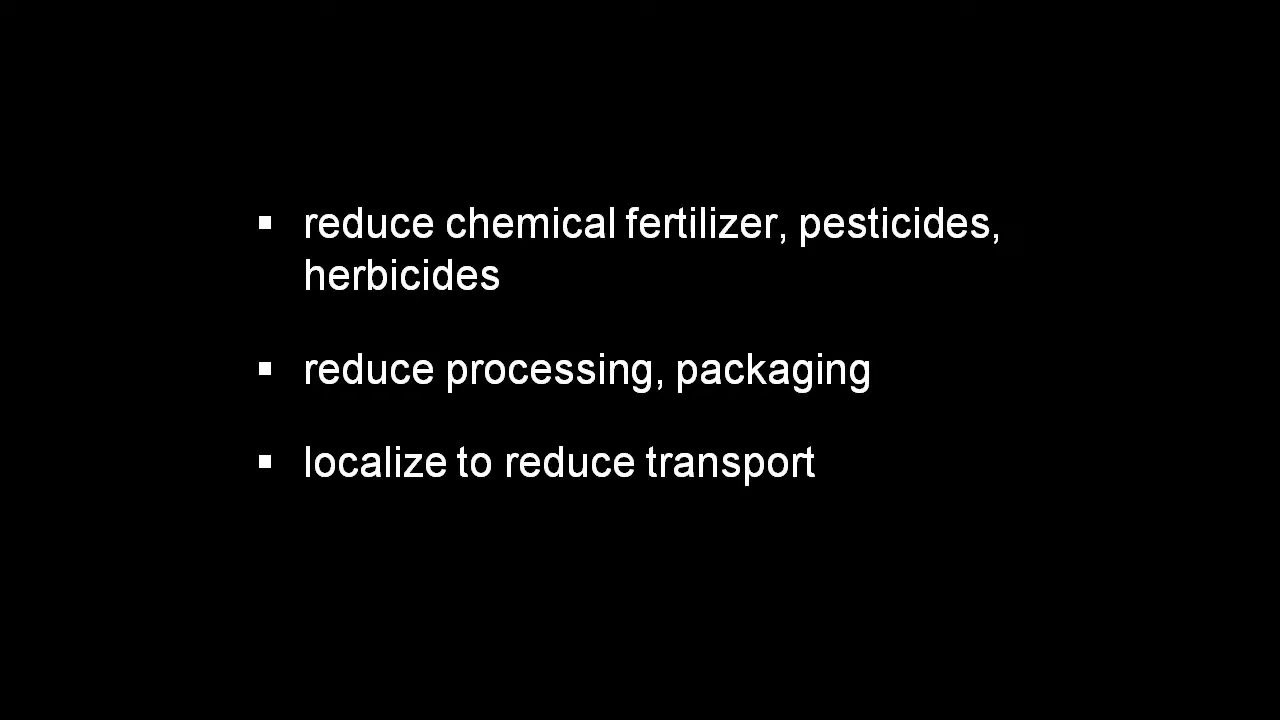 ▪ reduce chemical fertilizer, pesticides,
herbicides
▪ reduce processing, packaging
▪ localize to reduce transport